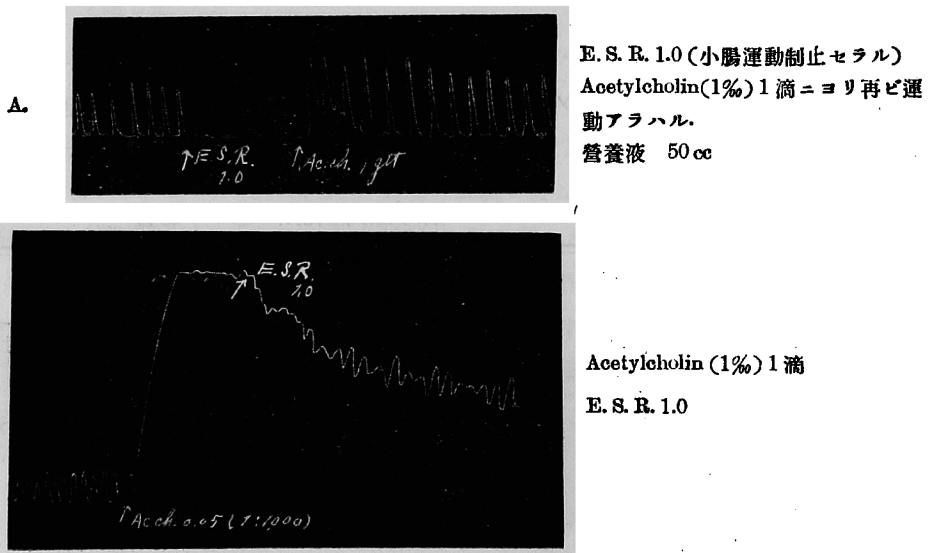 A.
E. S. R. 1.0 (小腸運動制止セラル)
Acetylcholin(1‰) 1 滴ニヨリ再ビ運
動アラハル.
營養液 50 cc
↑E. S. R.
1.0
↑Ac.ch. 1 gtt
E. S. R.
1.0
↑Ac.ch. 0.05 (1:1000)
Acetylcholin (1‰) 1 滴
E. S. R. 1.0